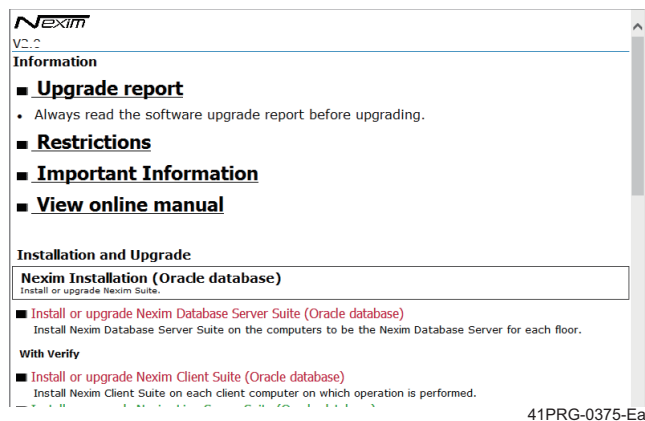 Nexim
Information
Upgrade report
Always read the software upgrade report before upgrading.
Restrictions
Important Information
View online manual
Installation and Upgrade
Nexim Installation (Oracle database)
Install or upgrade Nexim Suite.
Install or upgrade Nexim Database Server Suite (Oracle database)
Install Nexim Database Server Suite on the computers to be the Nexim Database Server for each floor.
With Verify
Install or upgrade Nexim Client Suite (Oracle database)
Install Nexim Client Suite on each client computer on which operation is performed.
41PRG-0375-Ea